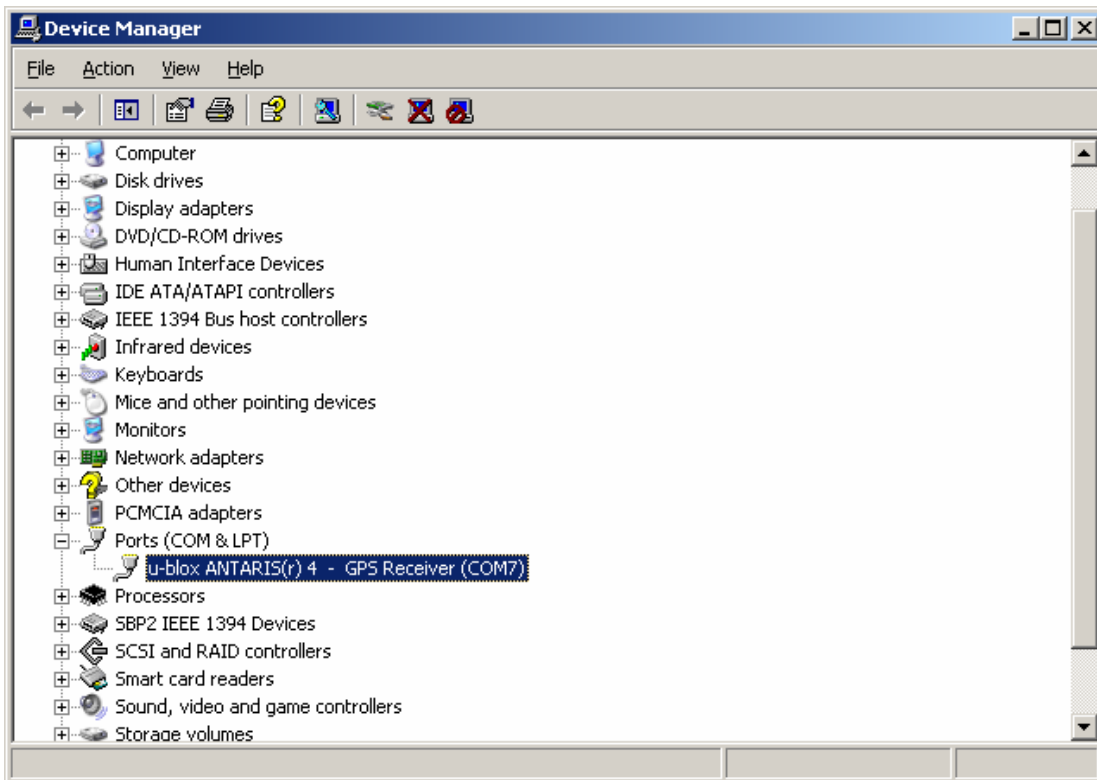 Device Manager
File Action View Help
Computer
Disk drives
Display adapters
DVD/CD-ROM drives
Human Interface Devices
IDE ATA/ATAPI controllers
IEEE 1394 Bus host controllers
Infrared devices
Keyboards
Mice and other pointing devices
Monitors
Network adapters
Other devices
PCMCIA adapters
Ports (COM & LPT)
u-blox ANTARIS(r) 4 - GPS Receiver (COM7)
Processors
SBP2 IEEE 1394 Devices
SCSI and RAID controllers
Smart card readers
Sound, video and game controllers
Storage volumes